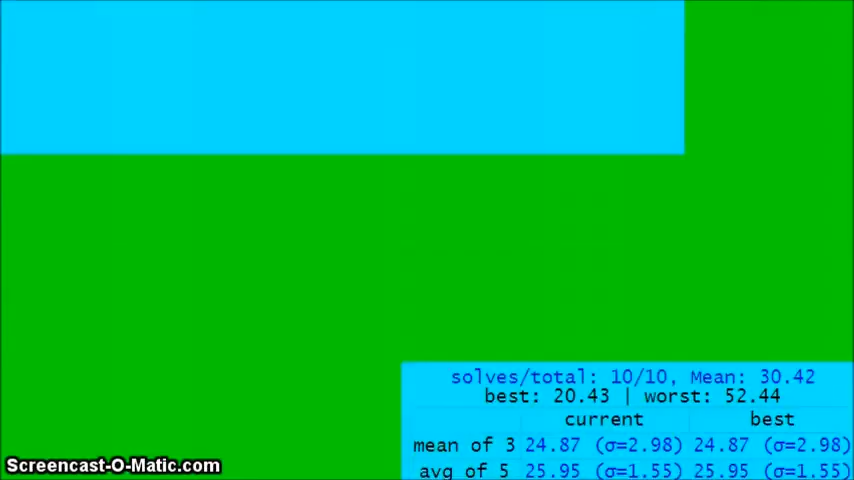 solves/total: 10/10, Mean: 30.42
best: 20.43 | worst: 52.44
current best
mean of 3 24.87 (σ=2.98) 24.87 (σ=2.98)
avg of 5 25.95 (σ=1.55) 25.95 (σ=1.55)
Screencast-O-Matic.com